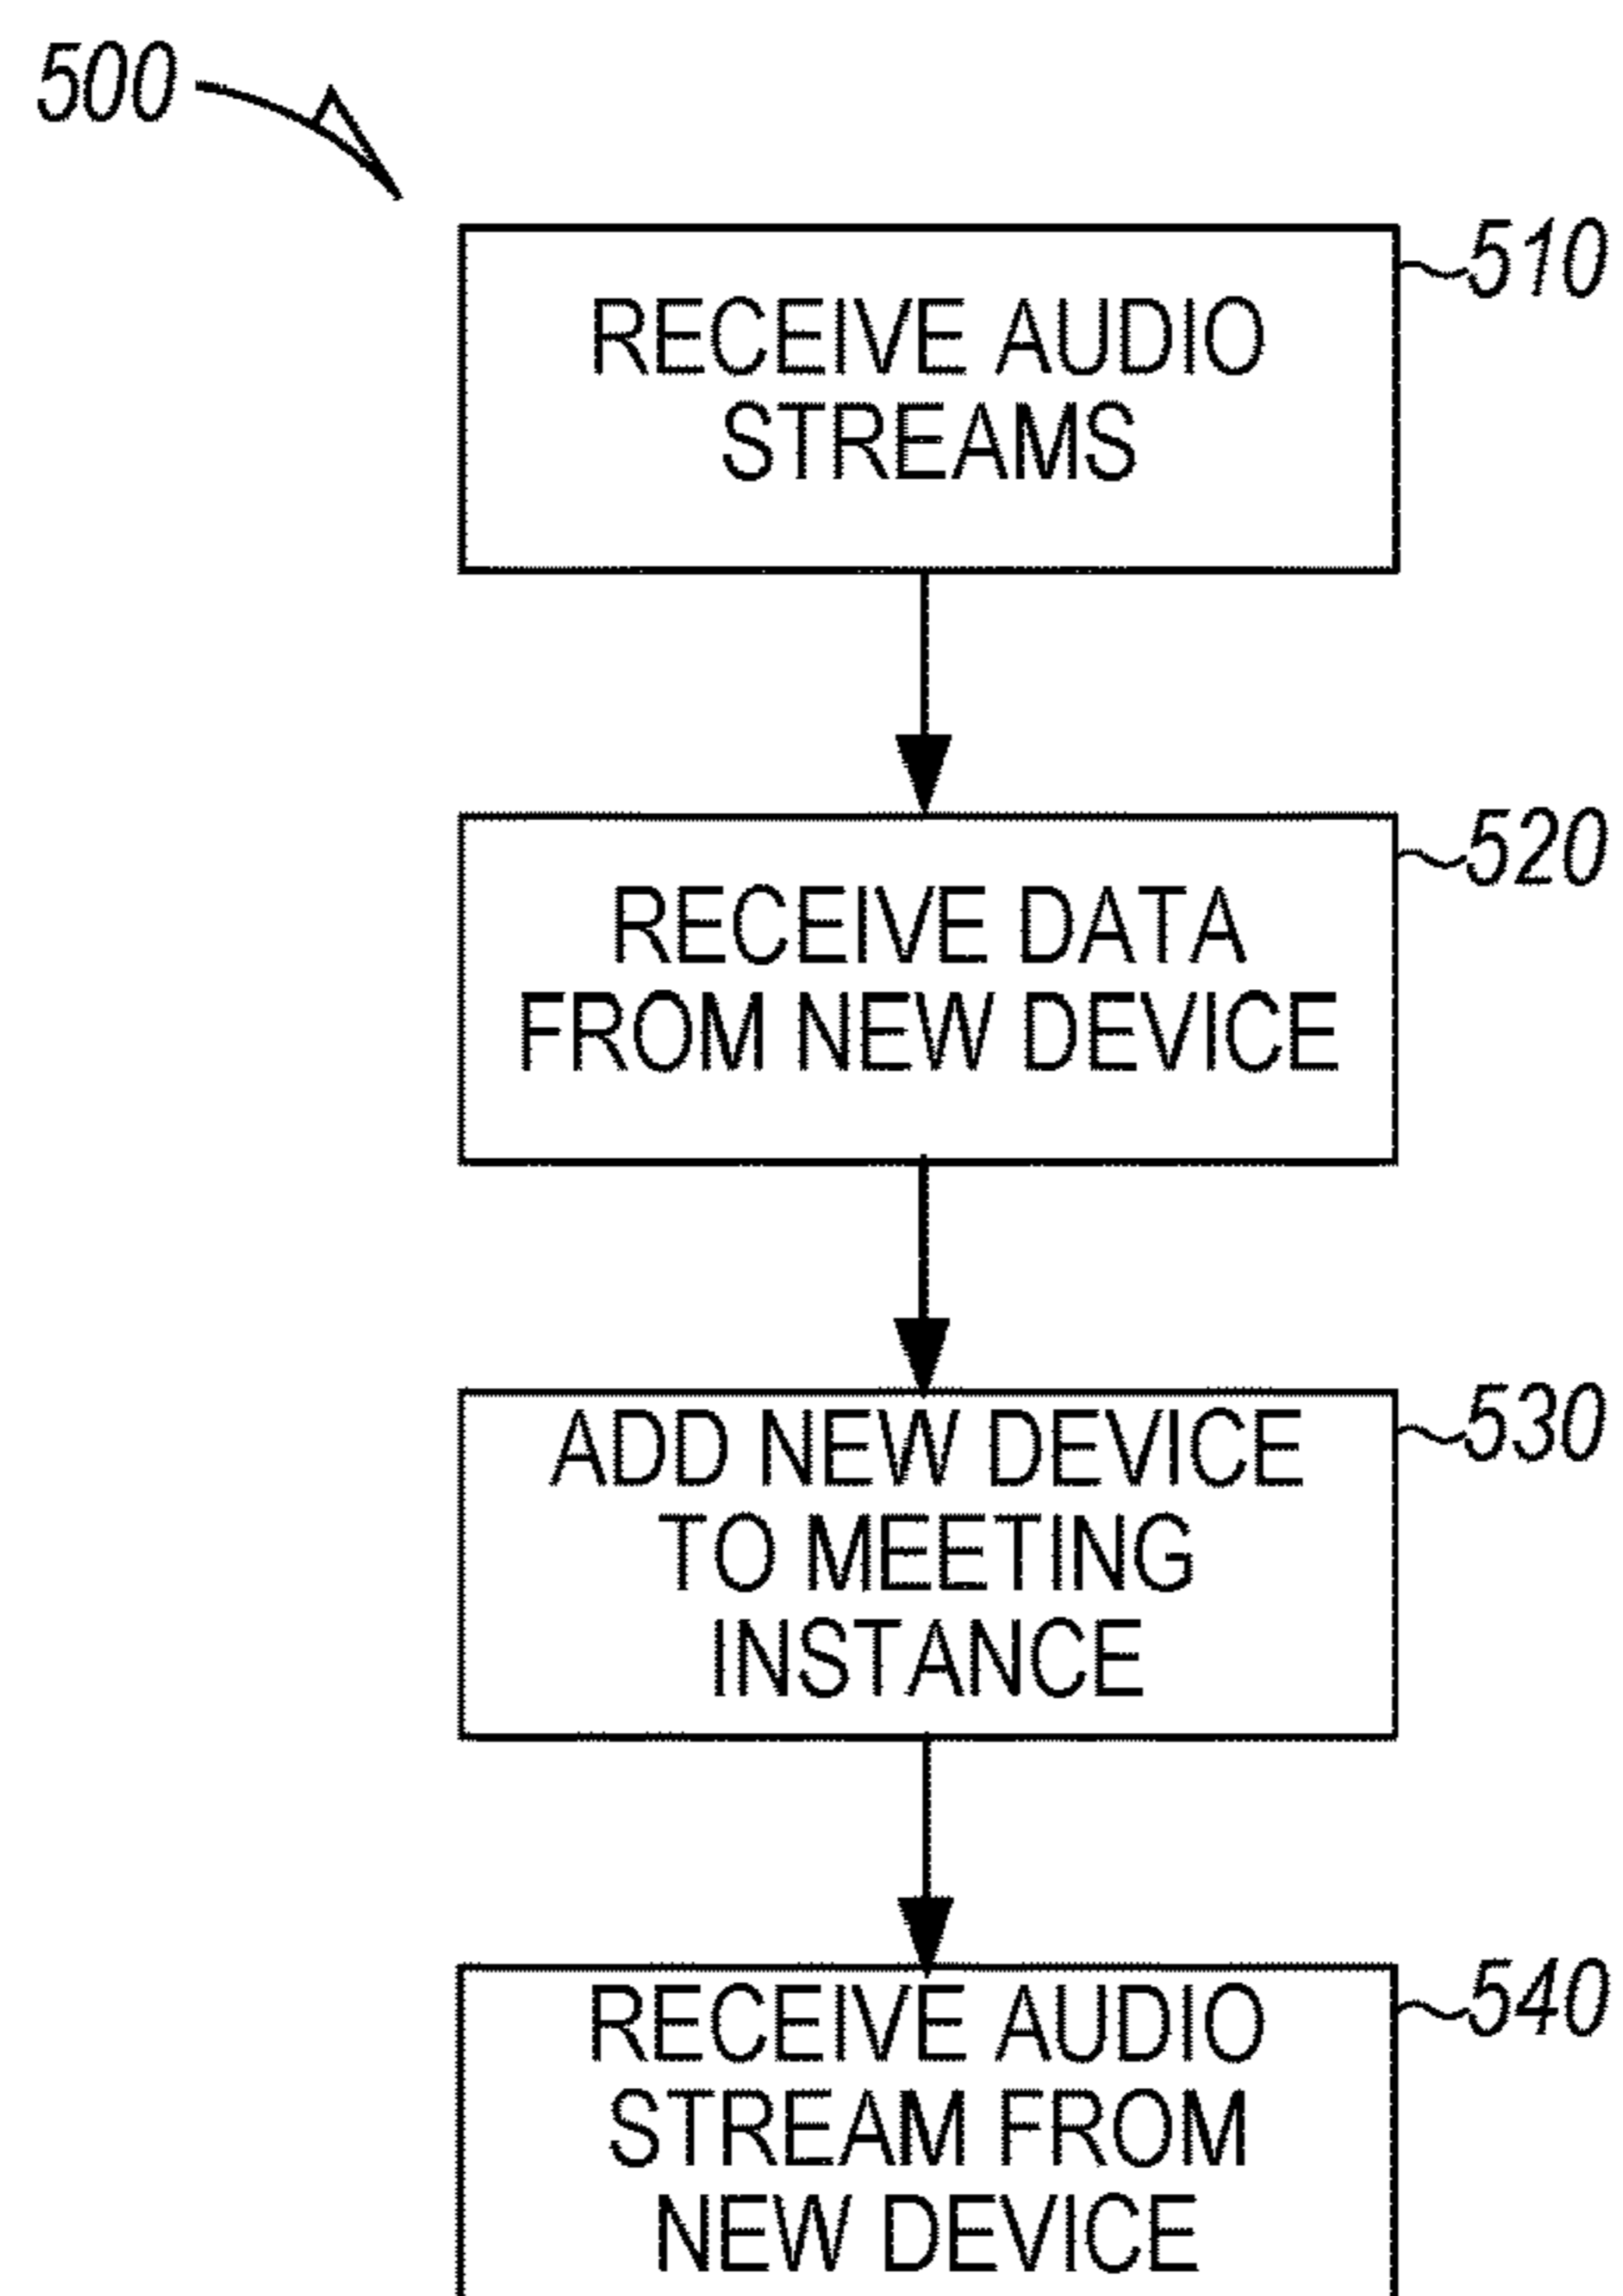 500
510
RECEIVE AUDIO
STREAMS
520
RECEIVE DATA
FROM NEW DEVICE
530
ADD NEW DEVICE
TO MEETING
INSTANCE
540
RECEIVE AUDIO
STREAM FROM
NEW DEVICE